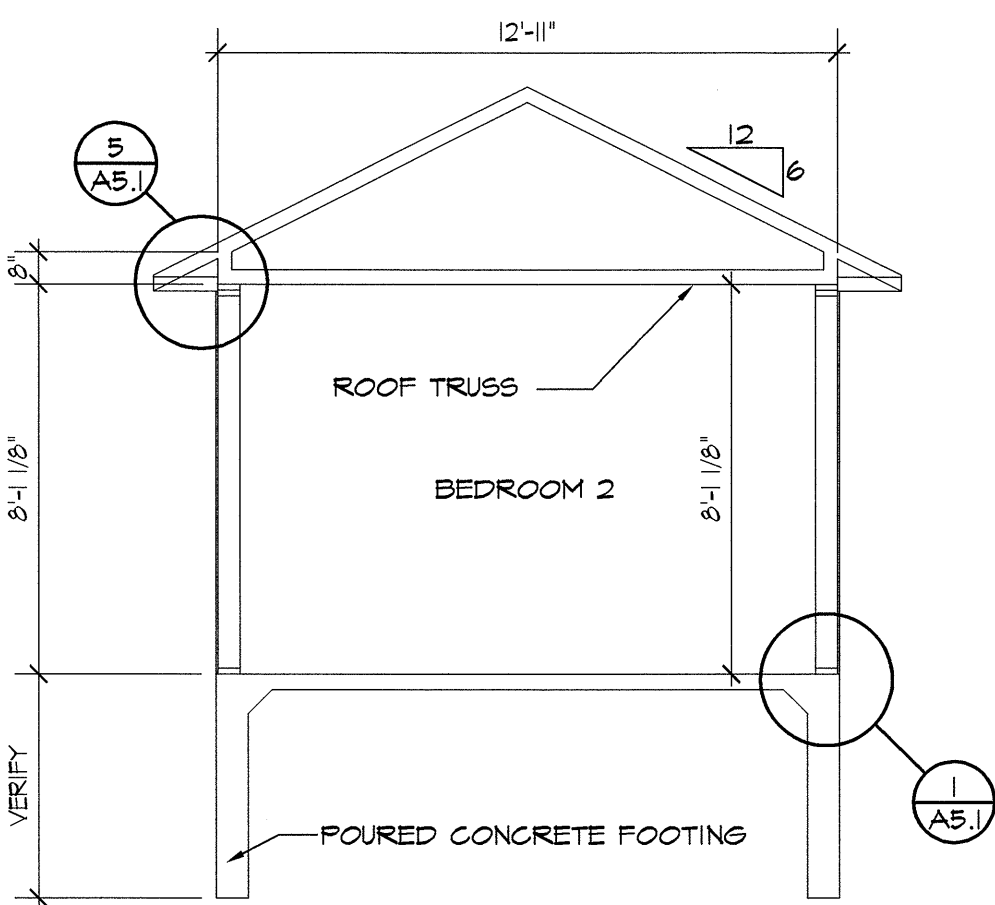 12'-11"
5
A5.1
12
6
8"
ROOF TRUSS
8'-1 1/8"
BEDROOM 2
8'-1 1/8"
VERIFY
1
A5.1
POURED CONCRETE FOOTING